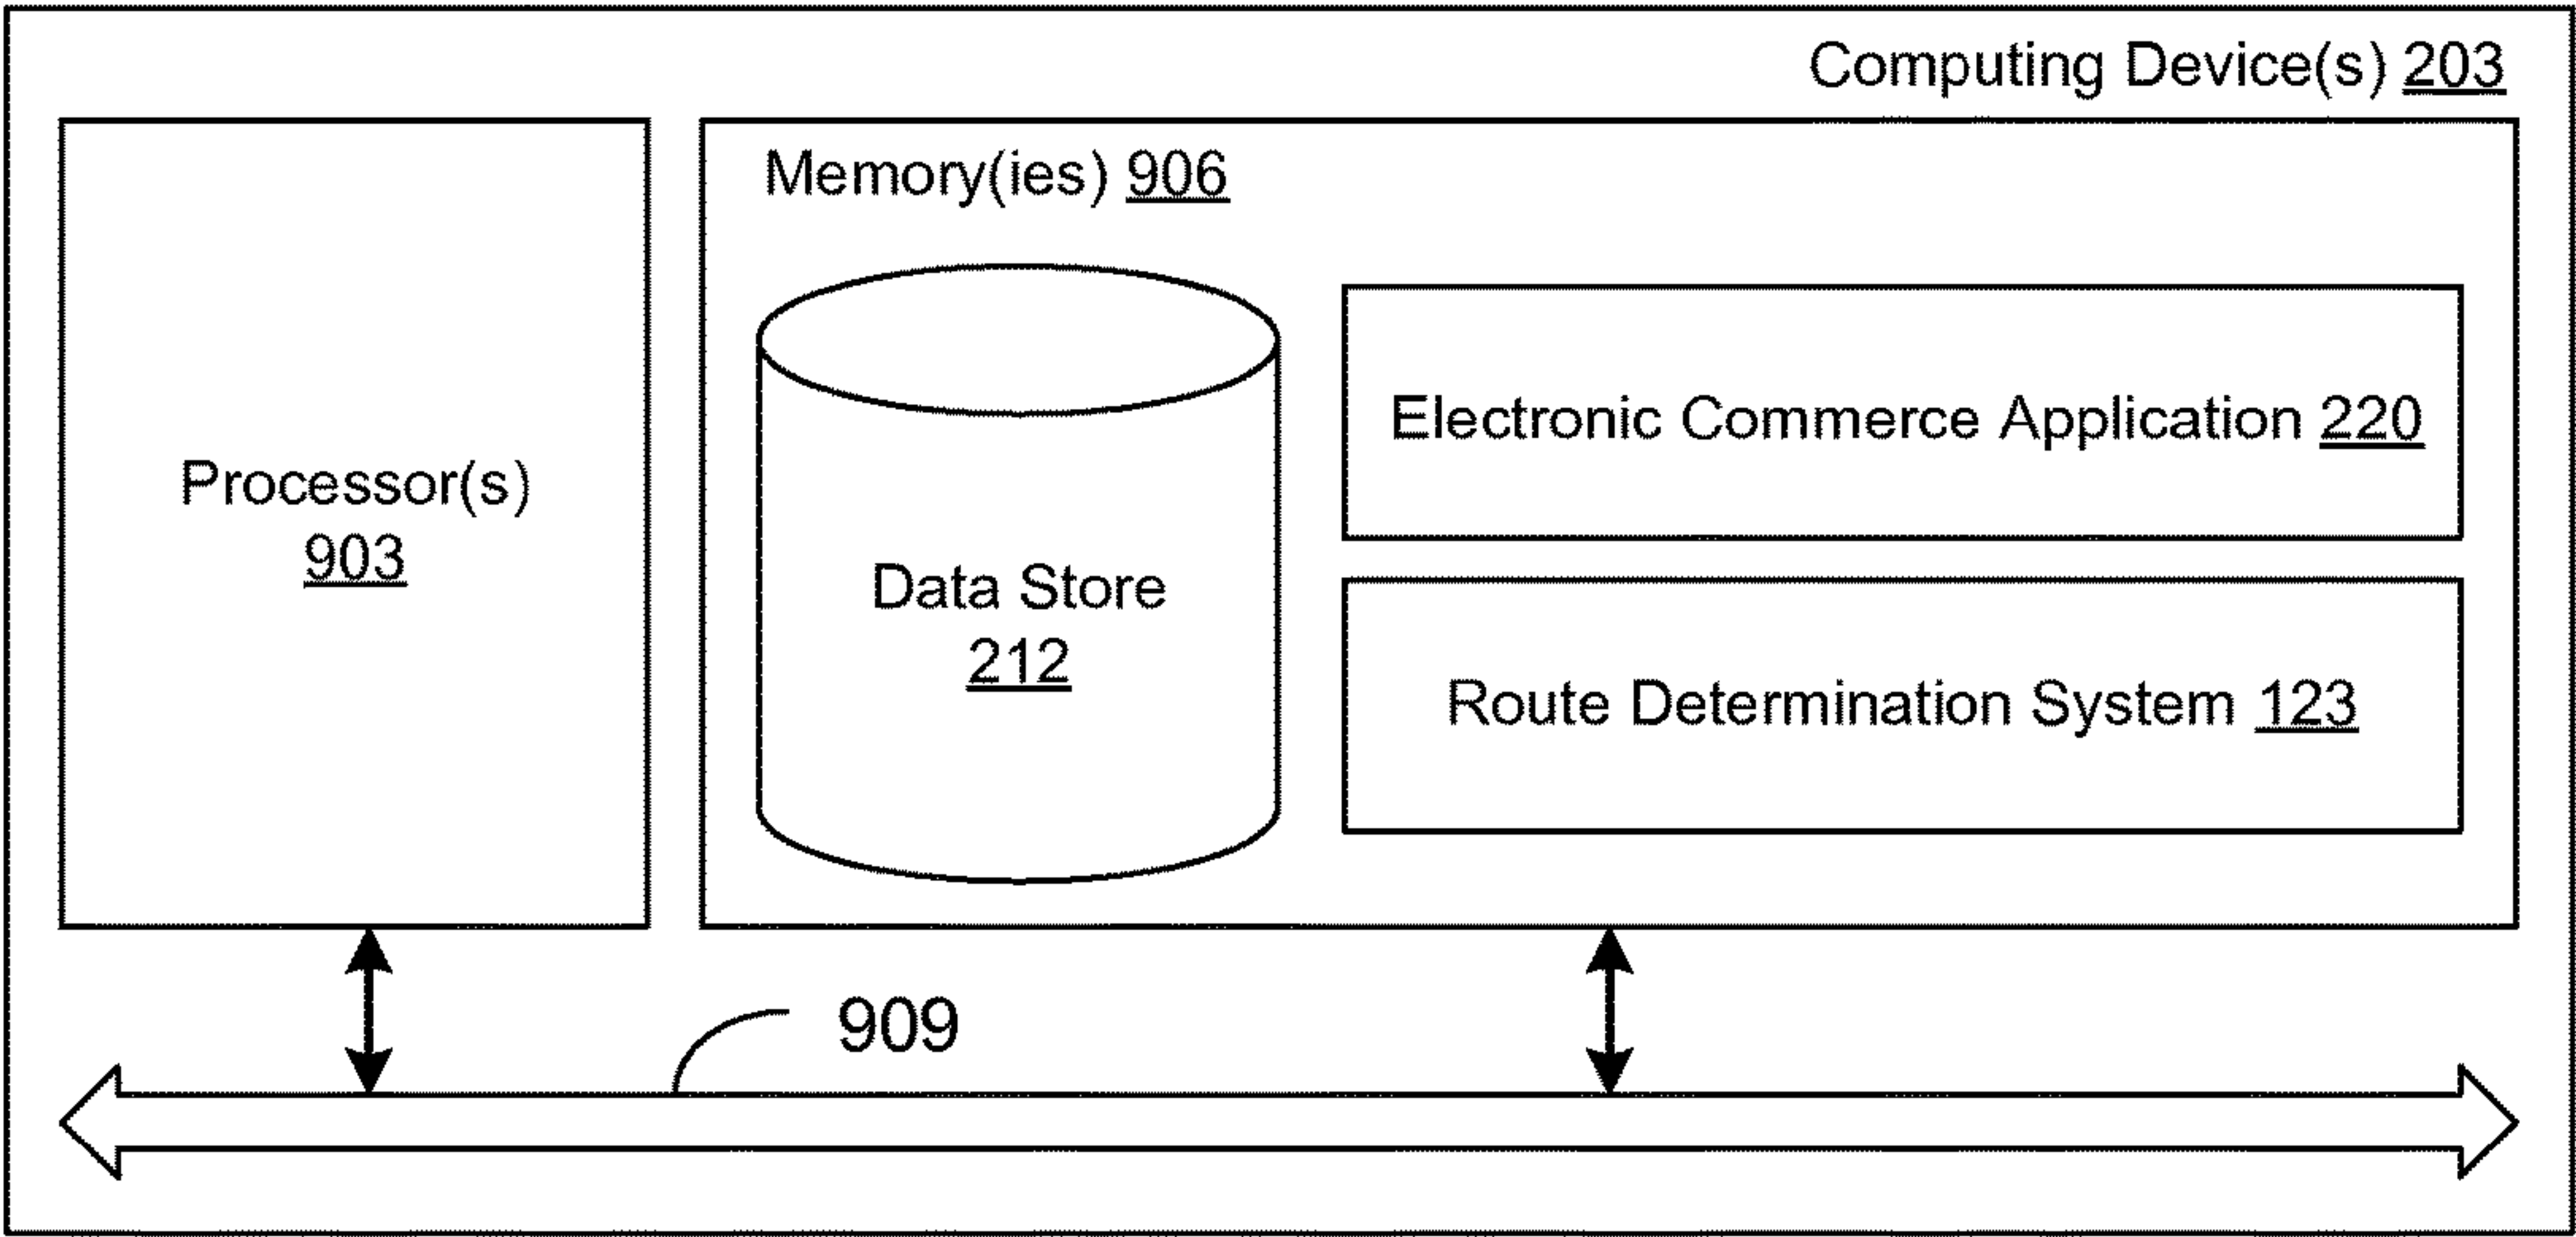 Computing Device(s) 203
Memory(ies) 906
Processor(s)
903
Data Store
212
Electronic Commerce Application 220
Route Determination System 123
909